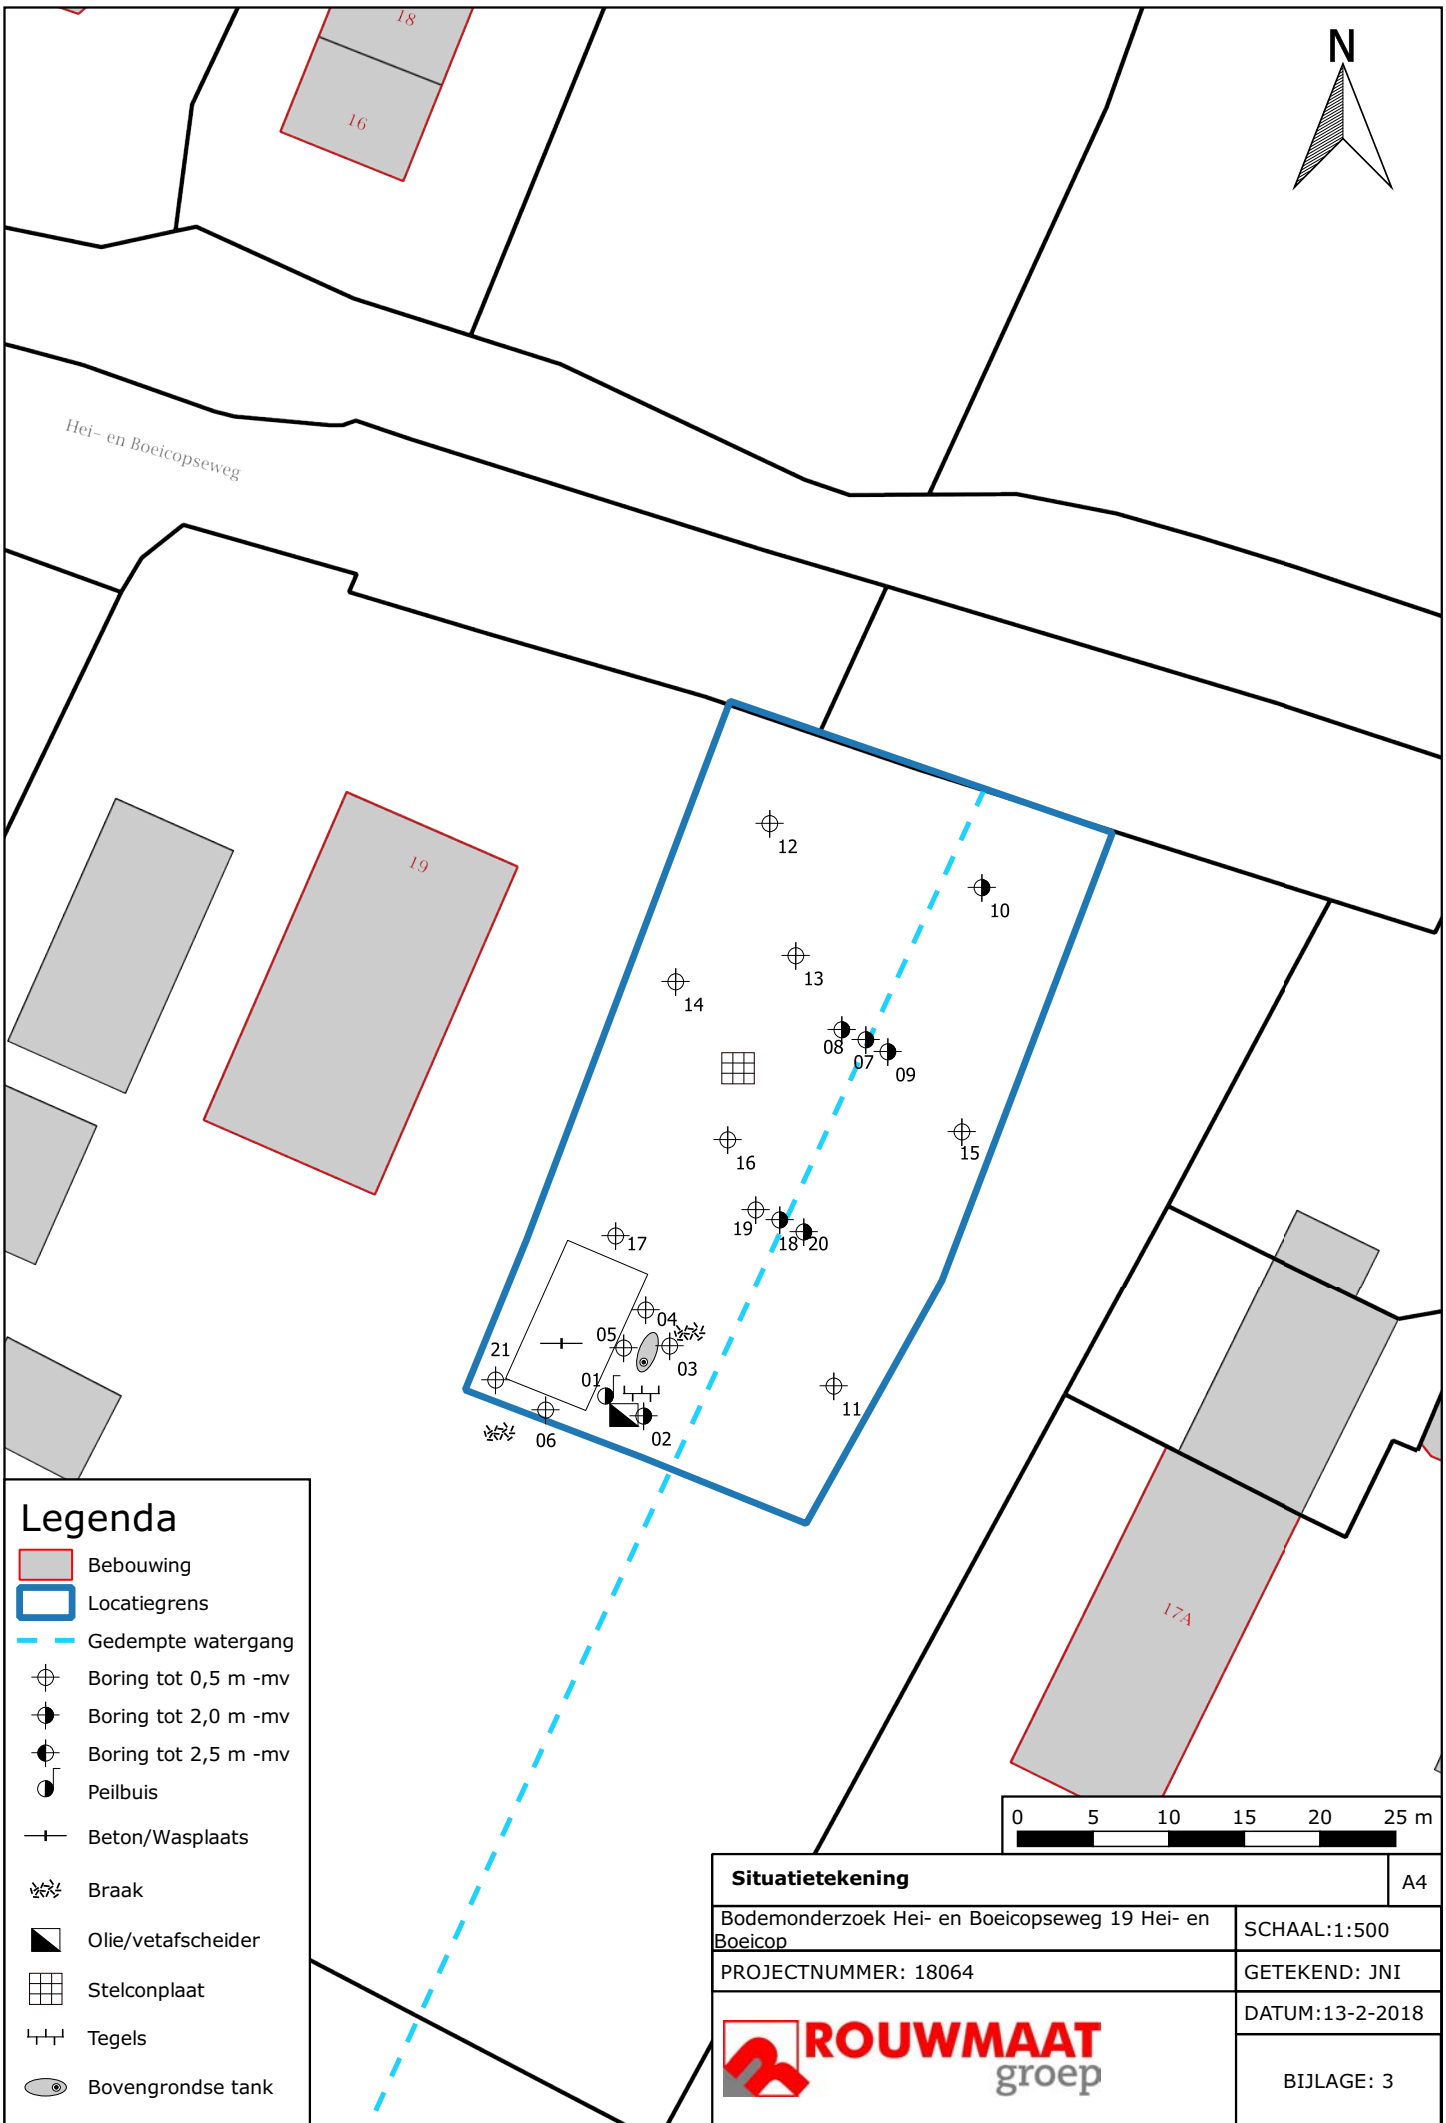 18
16
N
Hei- en Boeicopseweg
19
12
10
13
14
08
07
09
15
16
19
18
20
17
04
05
03
21
01
11
06
02
17A
Legenda
Bebouwing
Locatiegrens
Gedempte watergang
Boring tot 0,5 m -mv
Boring tot 2,0 m -mv
Boring tot 2,5 m -mv
Peilbuis
Beton/Wasplaats
Braak
Olie/vetafscheider
Stelconplaat
Tegels
Bovengrondse tank
0 5 10 15 20 25 m
Situatietekening
A4
Bodemonderzoek Hei- en Boeicopseweg 19 Hei- en
Boeicop
SCHAAL:1:500
PROJECTNUMMER: 18064
GETEKEND: JNI
DATUM:13-2-2018
ROUWMAAT
groep
BIJLAGE: 3